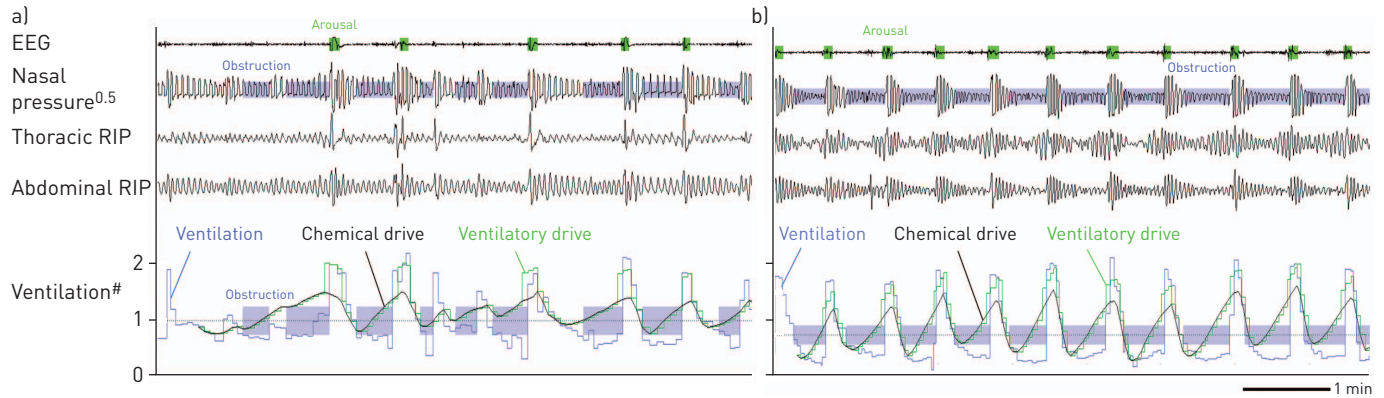 a)
EEG
Arousal
Nasal
pressure0.5
Obstruction
Thoracic RIP
Abdominal RIP
Ventilation
Chemical drive
Ventilatory drive
Ventilation#
Obstruction
2
1
0
b)
Arousal
Obstruction
Ventilation
Chemical drive
Ventilatory drive
1 min